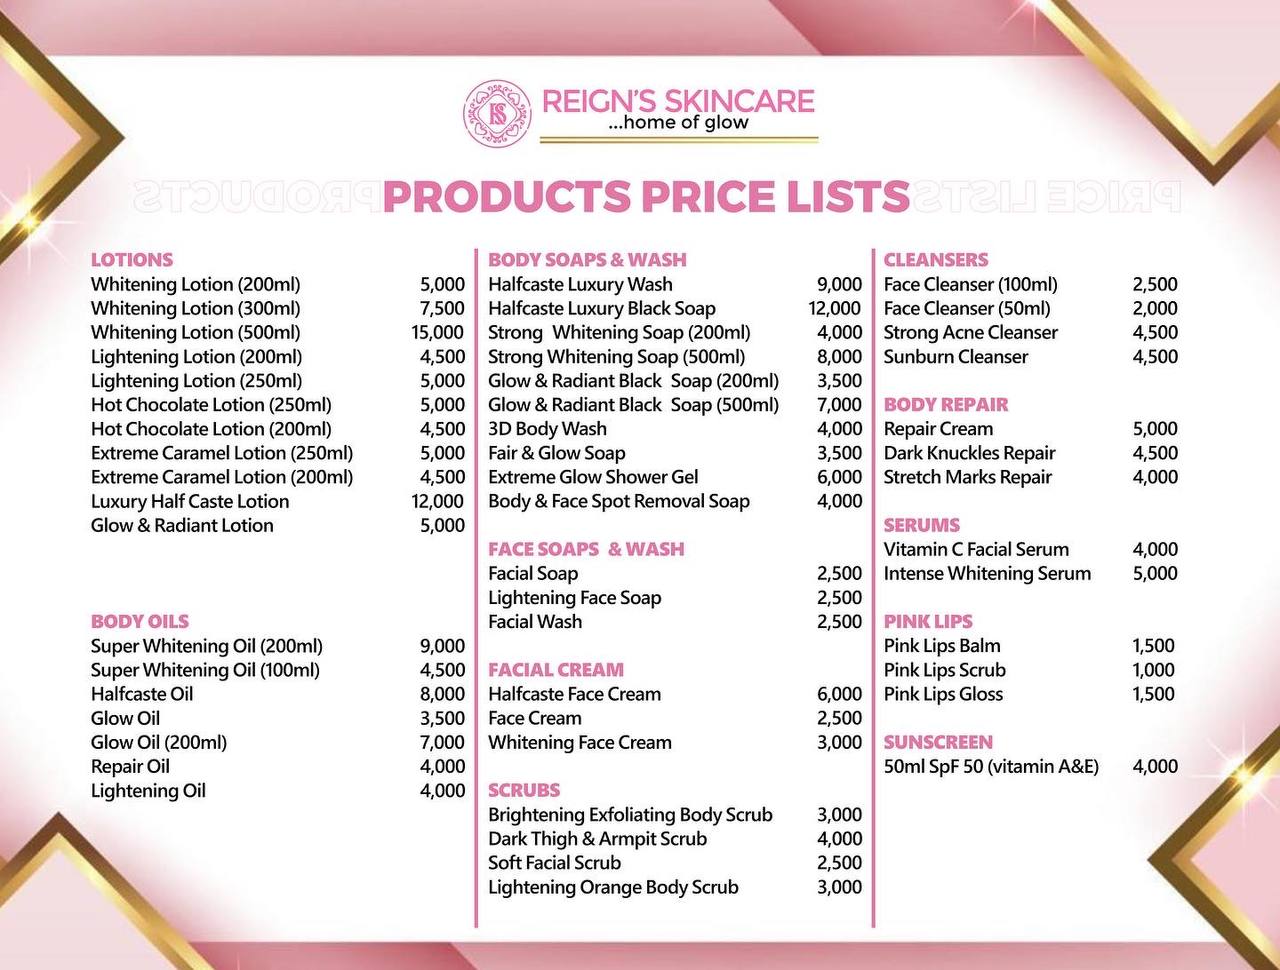 REIGN'S SKINCARE
...home of glow
PRODUCTS PRODUCTS PRICE LISTS PRICE LISTS
LOTIONS
Whitening Lotion (200ml) 5,000
Whitening Lotion (300ml) 7,500
Whitening Lotion (500ml) 15,000
Lightening Lotion (200ml) 4,500
Lightening Lotion (250ml) 5,000
Hot Chocolate Lotion (250ml) 5,000
Hot Chocolate Lotion (200ml) 4,500
Extreme Caramel Lotion (250ml) 5,000
Extreme Caramel Lotion (200ml) 4,500
Luxury Half Caste Lotion 12,000
Glow & Radiant Lotion 5,000
BODY OILS
Super Whitening Oil (200ml) 9,000
Super Whitening Oil (100ml) 4,500
Halfcaste Oil 8,000
Glow Oil 3,500
Glow Oil (200ml) 7,000
Repair Oil 4,000
Lightening Oil 4,000
BODY SOAPS & WASH
Halfcaste Luxury Wash 9,000
Halfcaste Luxury Black Soap 12,000
Strong Whitening Soap (200ml) 4,000
Strong Whitening Soap (500ml) 8,000
Glow & Radiant Black Soap (200ml) 3,500
Glow & Radiant Black Soap (500ml) 7,000
3D Body Wash 4,000
Fair & Glow Soap 3,500
Extreme Glow Shower Gel 6,000
Body & Face Spot Removal Soap 4,000
FACE SOAPS & WASH
Facial Soap 2,500
Lightening Face Soap 2,500
Facial Wash 2,500
FACIAL CREAM
Halfcaste Face Cream 6,000
Face Cream 2,500
Whitening Face Cream 3,000
SCRUBS
Brightening Exfoliating Body Scrub 3,000
Dark Thigh & Armpit Scrub 4,000
Soft Facial Scrub 2,500
Lightening Orange Body Scrub 3,000
CLEANSERS
Face Cleanser (100ml) 2,500
Face Cleanser (50ml) 2,000
Strong Acne Cleanser 4,500
Sunburn Cleanser 4,500
BODY REPAIR
Repair Cream 5,000
Dark Knuckles Repair 4,500
Stretch Marks Repair 4,000
SERUMS
Vitamin C Facial Serum 4,000
Intense Whitening Serum 5,000
PINK LIPS
Pink Lips Balm 1,500
Pink Lips Scrub 1,000
Pink Lips Gloss 1,500
SUNSCREEN
50ml SpF 50 (vitamin A&E) 4,000